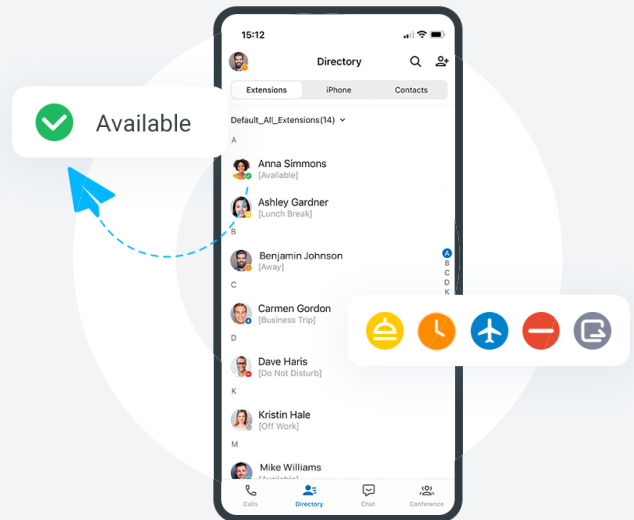 15:12
Directory
Extensions iPhone Contacts
Default_All_Extensions(14)
Available
A
Anna Simmons
[Available]
Ashley Gardner
[Lunch Break]
B
Benjamin Johnson
[Away]
A
B
C
D
K
C
Carmen Gordon
[Business Trip]
D
Dave Haris
[Do Not Disturb]
K
Kristin Hale
[Off Work]
M
Mike Williams
[Available]
Calls Directory Chat Conference